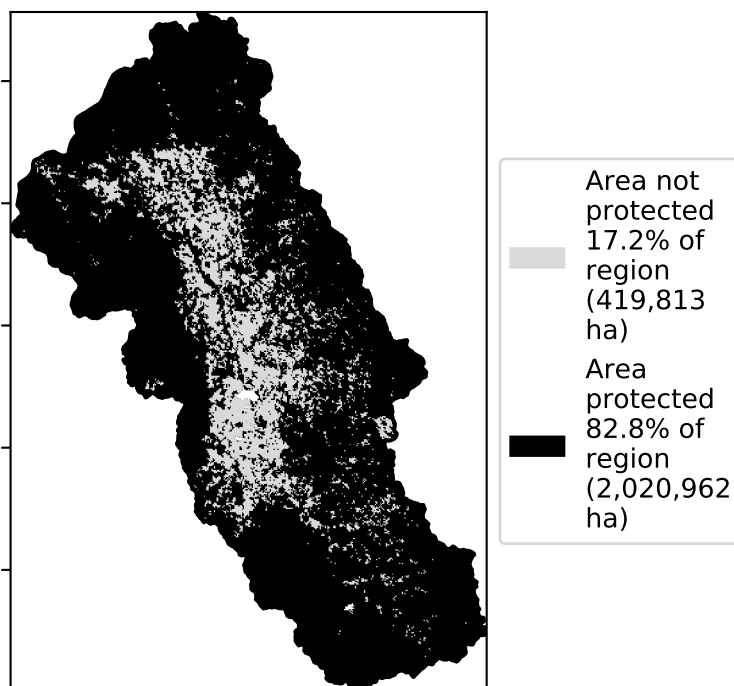 Area not
protected
17.2% of
region
(419,813
ha)
Area
protected
82.8% of
region
(2,020,962
ha)